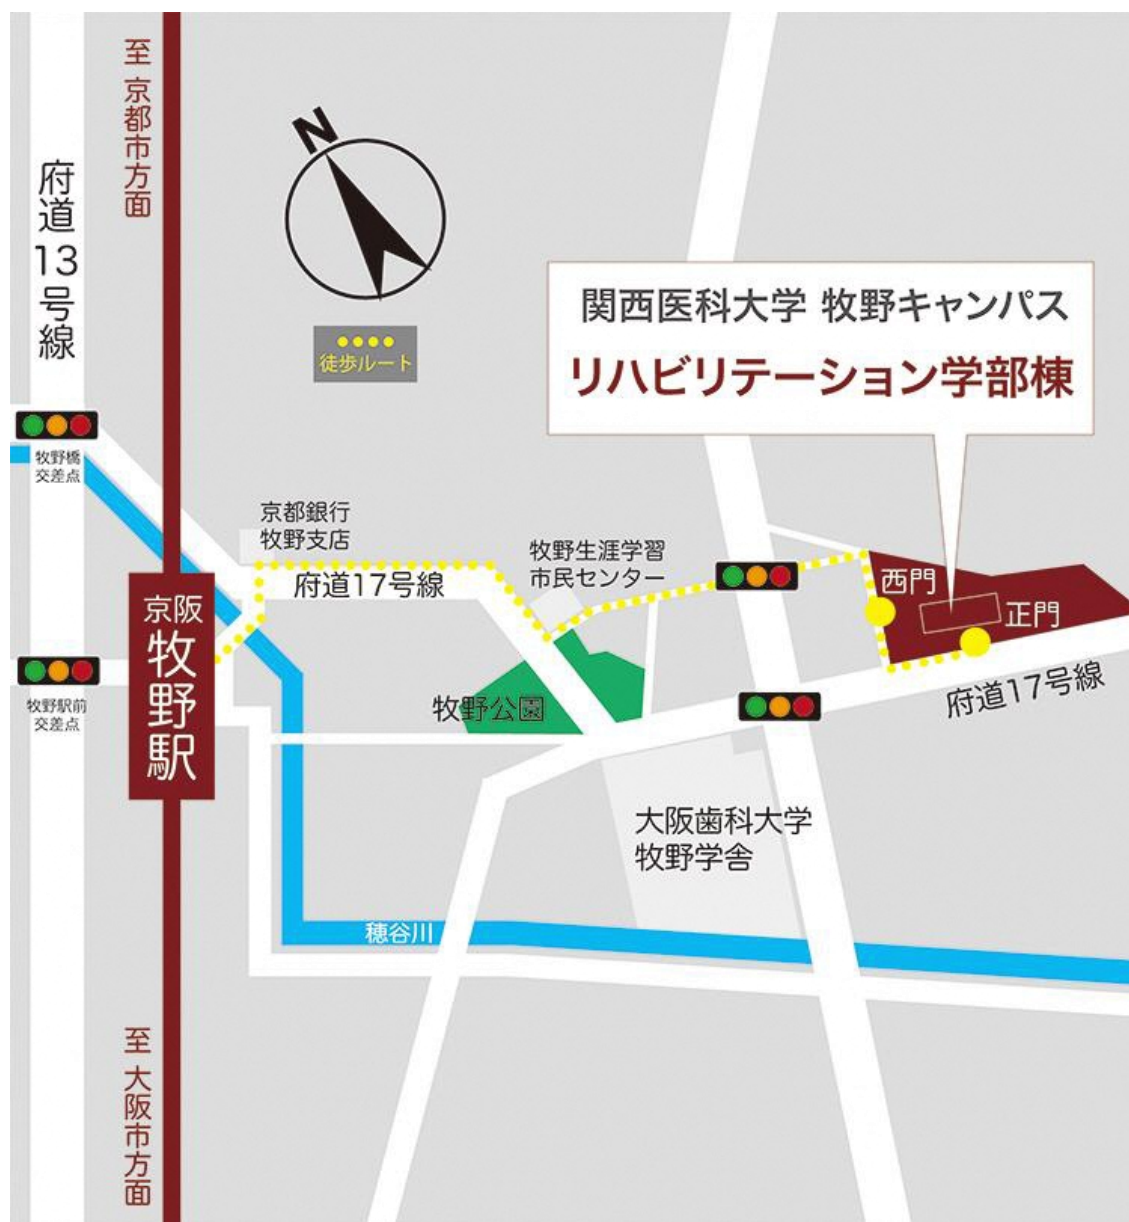 至 京都市方面
府道13号線
N
徒歩ルート
関西医科大学 牧野キャンパス
リハビリテーション学部棟
牧野橋
交差点
京都銀行
牧野支店
府道17号線
牧野生涯学習
市民センター
西門
正門
京阪
牧野駅
牧野駅前
交差点
牧野公園
府道17号線
大阪歯科大学
牧野学舎
穂谷川
至 大阪市方面